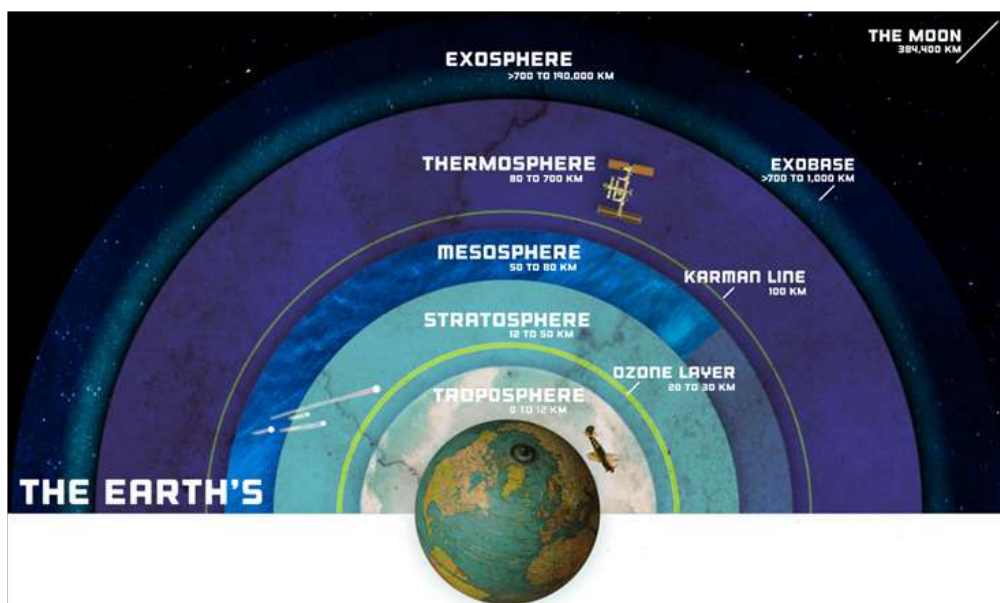 THE MOON
384,400 KM
EXOSPHERE
>700 TO 190,000 KM
THERMOSPHERE
80 TO 700 KM
EXOBASE
>700 TO 1,000 KM
MESOSPHERE
50 TO 80 KM
KARMAN LINE
100 KM
STRATOSPHERE
12 TO 50 KM
OZONE LAYER
20 TO 30 KM
TROPOSPHERE
0 TO 12 KM
THE EARTH'S